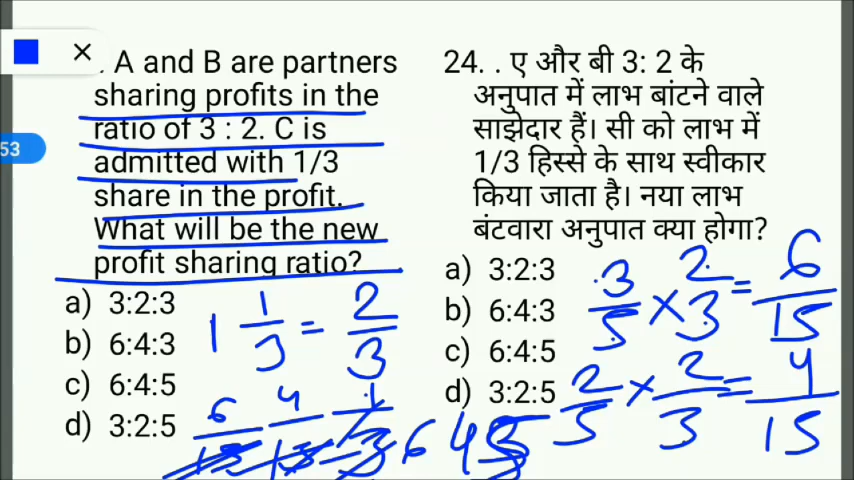 A and B are partners
sharing profits in the
ratio of 3 : 2. C is
admitted with 1/3
share in the profit.
What will be the new
profit sharing ratio?
a) 3:2:3
b) 6:4:3
c) 6:4:5
d) 3:2:5
1 1/3 = 2/3
6 4 1
6 4 5
24. . ए और बी 3: 2 के
अनुपात में लाभ बांटने वाले
साझेदार हैं। सी को लाभ में
1/3 हिस्से के साथ स्वीकार
किया जाता है। नया लाभ
बंटवारा अनुपात क्या होगा?
a) 3:2:3
b) 6:4:3
c) 6:4:5
d) 3:2:5
3/5 × 2/3 = 6/15
2/5 × 2/3 = 4/15
53